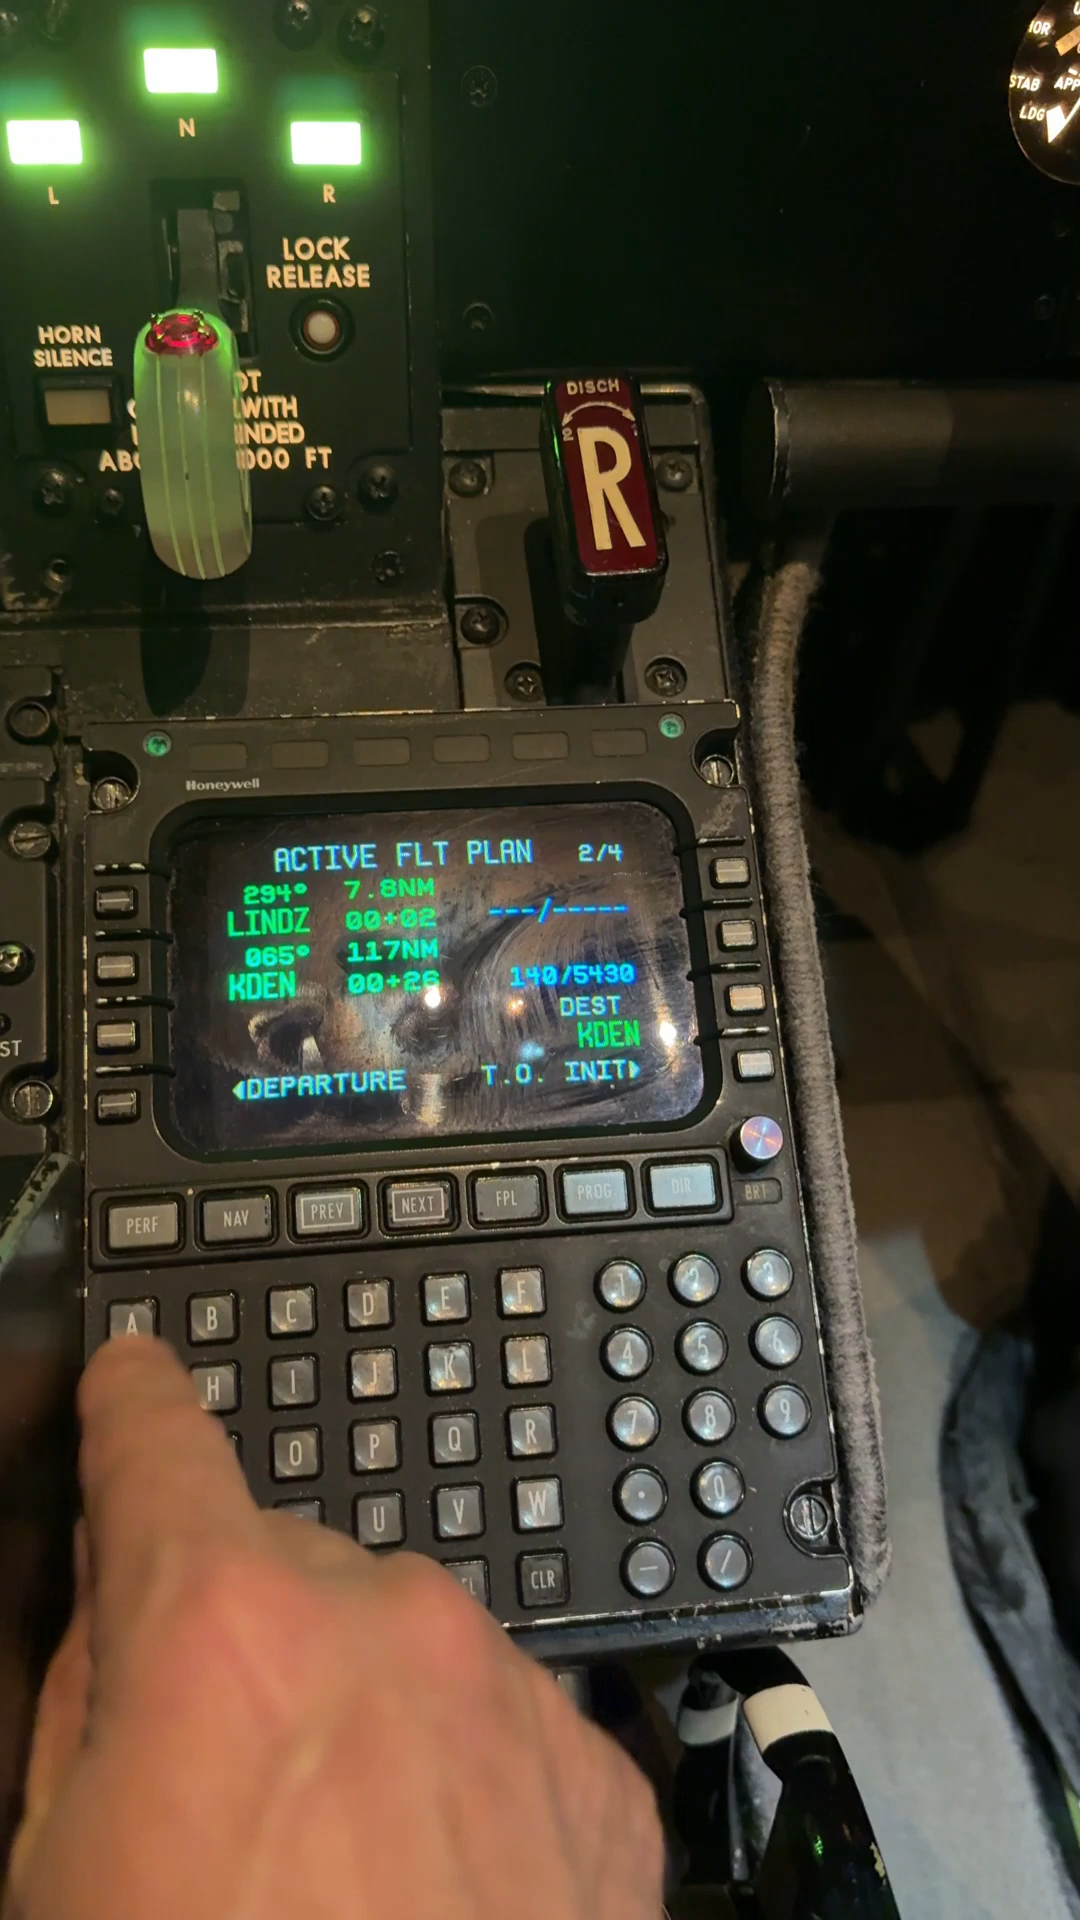 N
L
R
LOCK
RELEASE
HORN
SILENCE
FT
DISCH
2
R
STAB
LDG
Honeywell
ACTIVE FLT PLAN 2/4
294° 7.8NM
LINDZ 00+02 ---/-----
065° 117NM
KDEN 00+26 140/5430
DEST
KDEN
◀DEPARTURE T.O. INIT▶
PERF NAV PREV NEXT FPL PROG DIR BRT
A B C D E F 1 2 3
H I J K L 4 5 6
O P Q R 7 8 9
U V W . 0
CLR - /